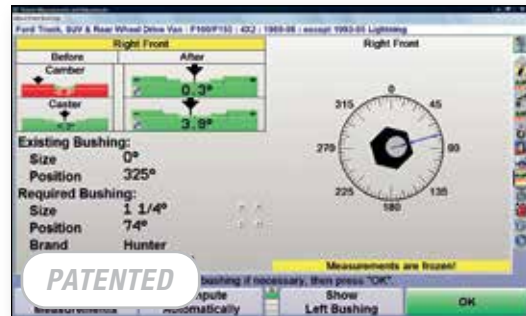 Ford Truck, SUV & Rear Wheel Drive Van : F100/F150 : 4X2 : 1980-96 : except 1993-95 Lightning
Right Front
Before After
Camber
0.3°
Caster
3.9°
Existing Bushing:
Size 0°
Position 325°
Required Bushing:
Size 1 1/4°
Position 74°
Brand Hunter
Right Front
0
45
90
135
180
225
270
315
Measurements are frozen!
bushing if necessary, then press "OK".
PATENTED
Measurements
Automatically
Show
Left Bushing
OK